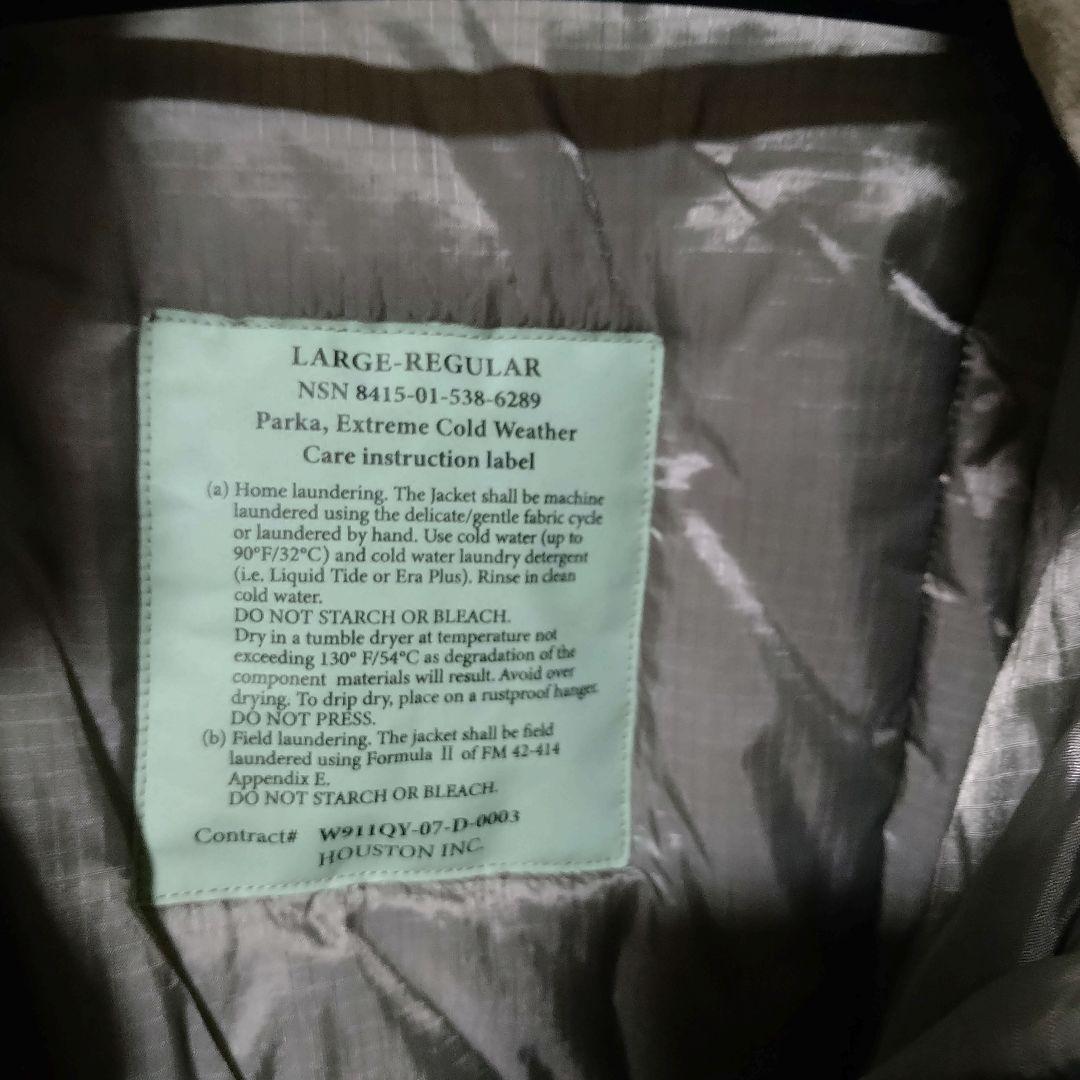 LARGE-REGULAR
NSN 8415-01-538-6289
Parka, Extreme Cold Weather
Care instruction label
(a) Home laundering. The Jacket shall be machine
laundered using the delicate/gentle fabric cycle
or laundered by hand. Use cold water (up to
90°F/32°C) and cold water laundry detergent
(i.e. Liquid Tide or Era Plus). Rinse in clean
cold water.
DO NOT STARCH OR BLEACH.
Dry in a tumble dryer at temperature not
exceeding 130° F/54°C as degradation of the
component materials will result. Avoid over
drying. To drip dry, place on a rustproof hanger.
DO NOT PRESS.
(b) Field laundering. The jacket shall be field
laundered using Formula II of FM 42-414
Appendix E.
DO NOT STARCH OR BLEACH.
Contract# W911QY-07-D-0003
HOUSTON INC.